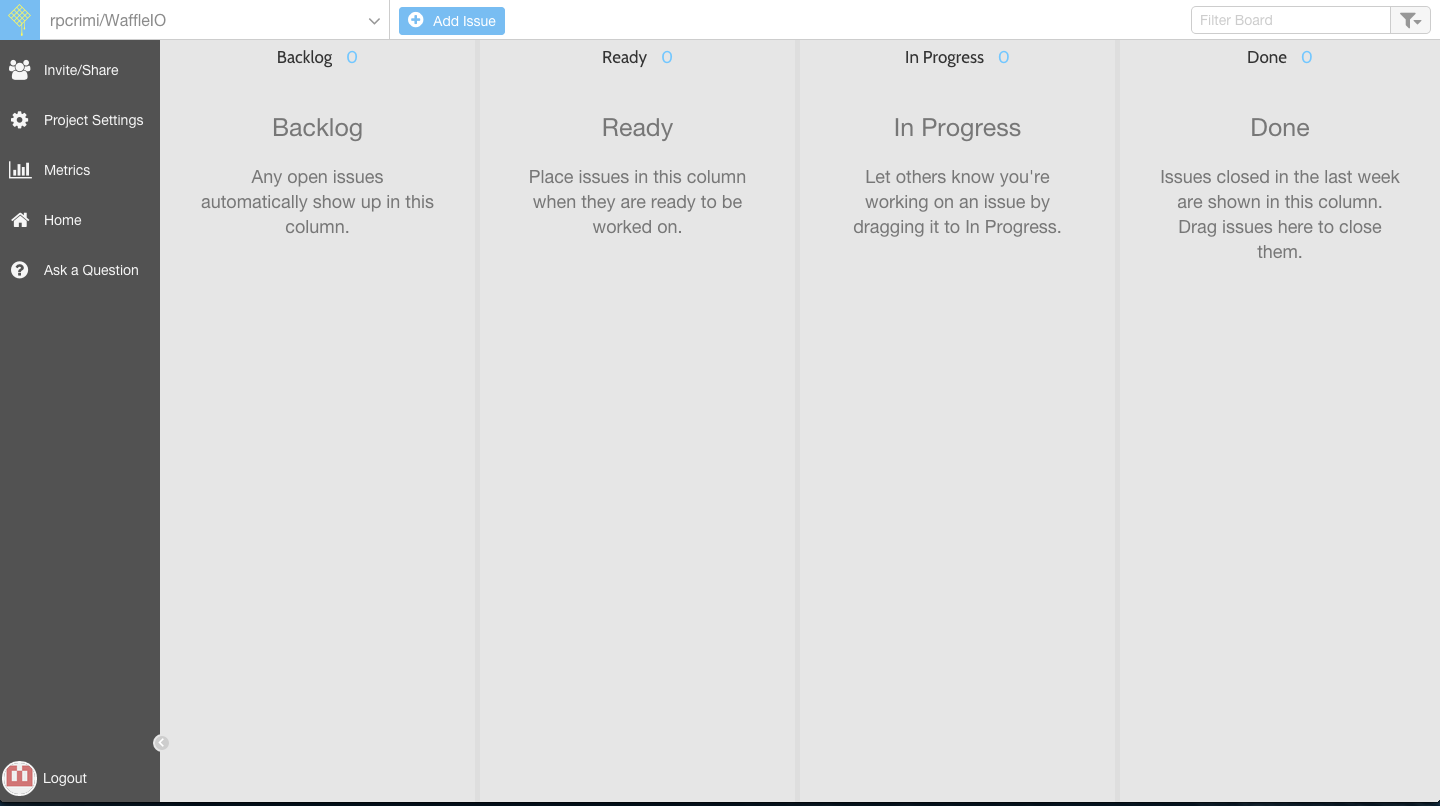 rpcrimi/WaffleIO
Add Issue
Filter Board
Invite/Share
Project Settings
Metrics
Home
Ask a Question
Logout
Backlog 0
Backlog
Any open issues
automatically show up in this
column.
Ready 0
Ready
Place issues in this column
when they are ready to be
worked on.
In Progress 0
In Progress
Let others know you're
working on an issue by
dragging it to In Progress.
Done 0
Done
Issues closed in the last week
are shown in this column.
Drag issues here to close
them.